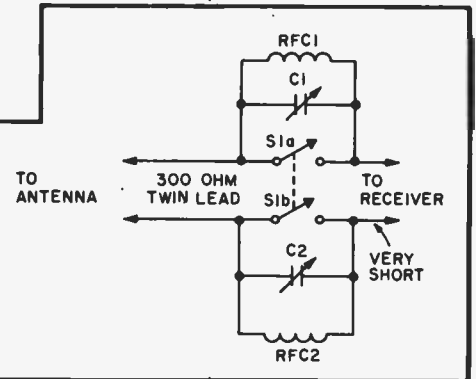 RFC1
C1
S1a
TO
ANTENNA
300 OHM
TWIN LEAD
TO
RECEIVER
S1b
VERY
SHORT
C2
RFC2